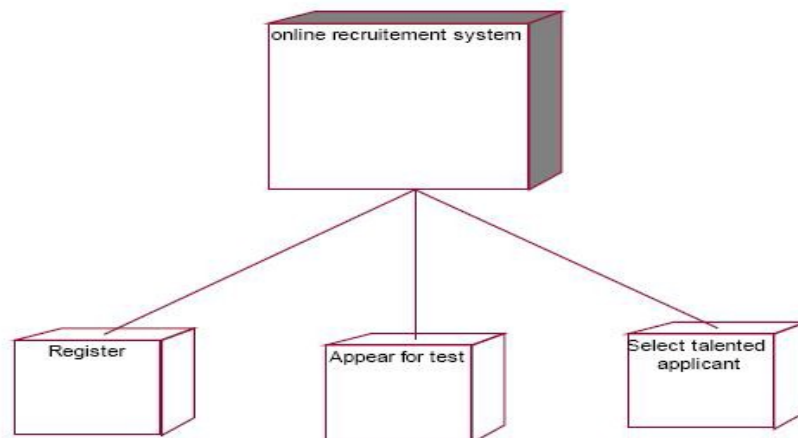 online recruitement system
Register
Appear for test
Select talented
applicant